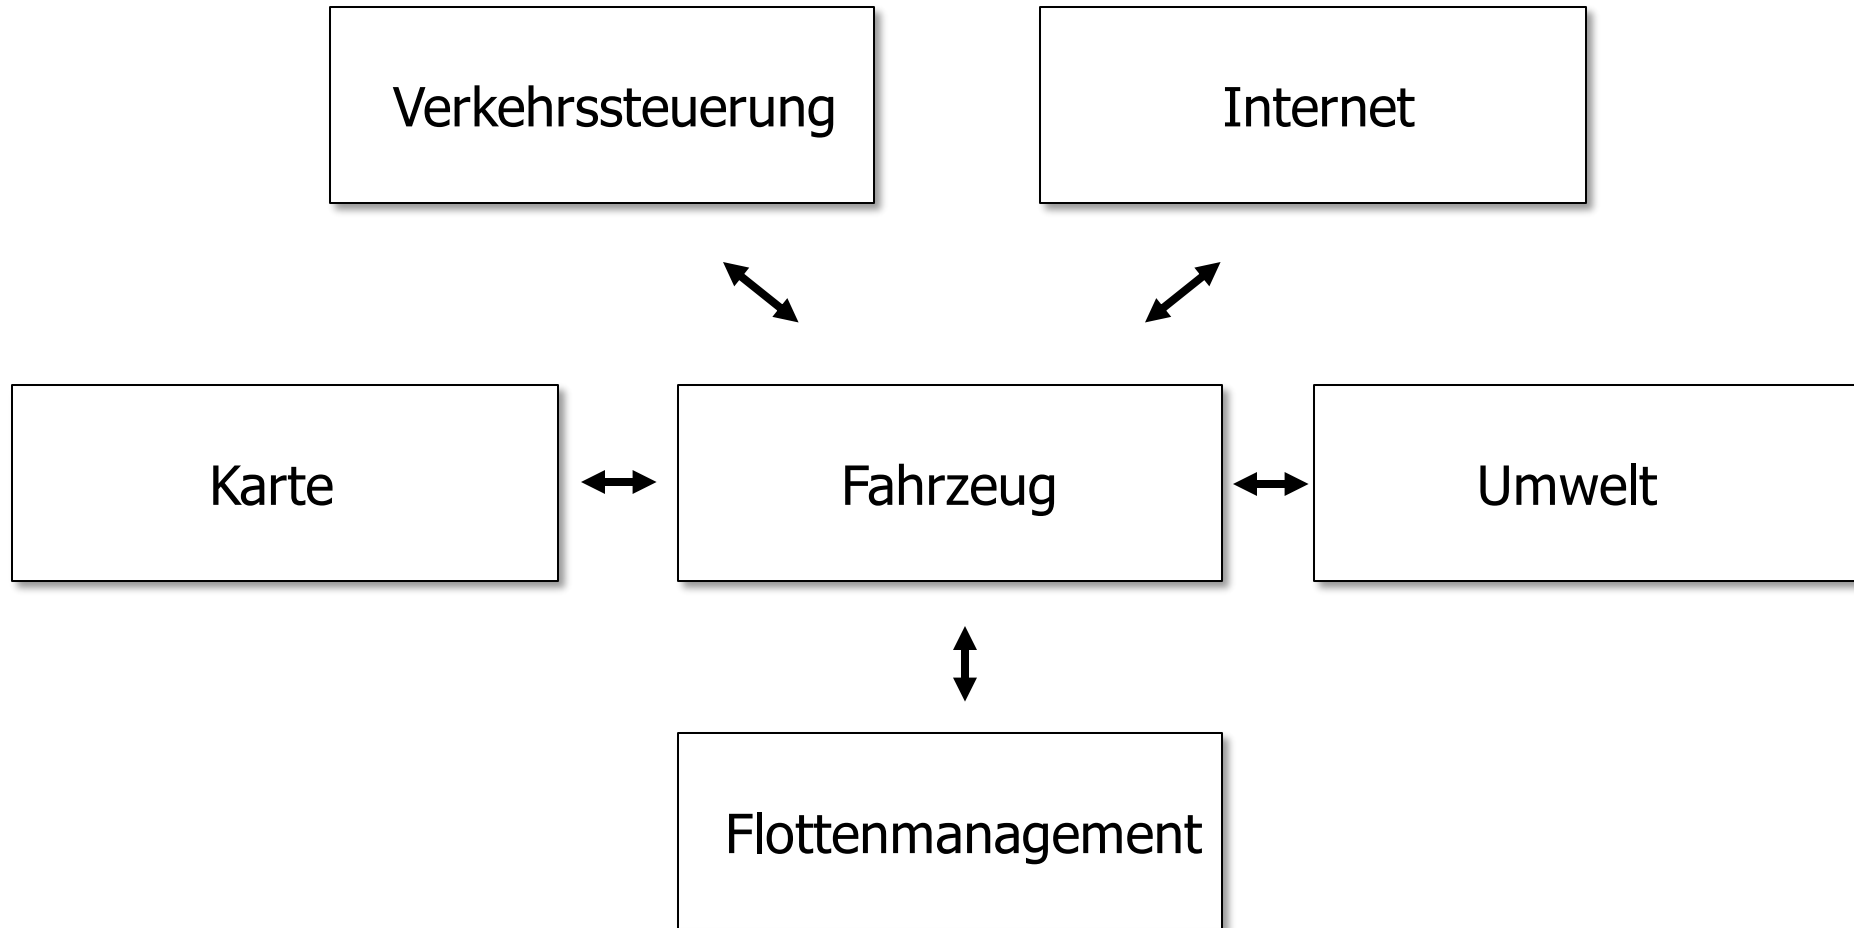 Verkehrssteuerung
Internet
Karte
Fahrzeug
Umwelt
Flottenmanagement